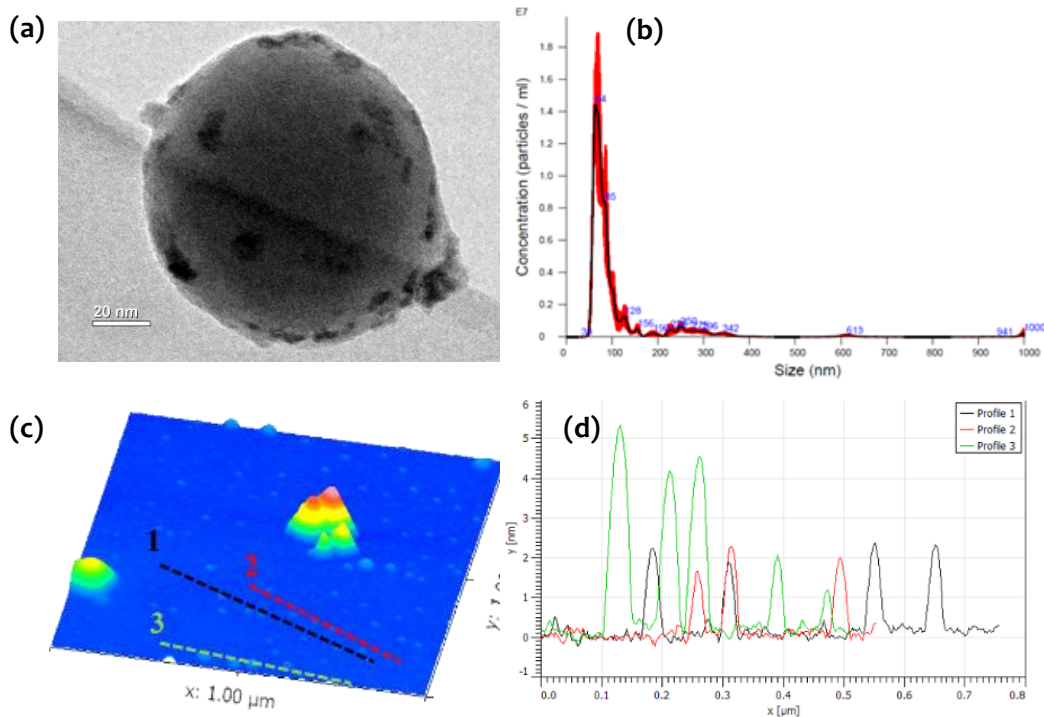 (a)
20 nm
(b)
E7
Concentration (particles / ml)
1.8
1.6
1.4
1.2
1.0
0.8
0.6
0.4
0.2
0
64
85
128
156
342
613
941
1000
0 100 200 300 400 500 600 700 800 900 1000
Size (nm)
(c)
1
2
3
x: 1.00 µm
(d)
Profile 1
Profile 2
Profile 3
y [nm]
6
5
4
3
2
1
0
-1
0.0 0.1 0.2 0.3 0.4 0.5 0.6 0.7 0.8
x [µm]